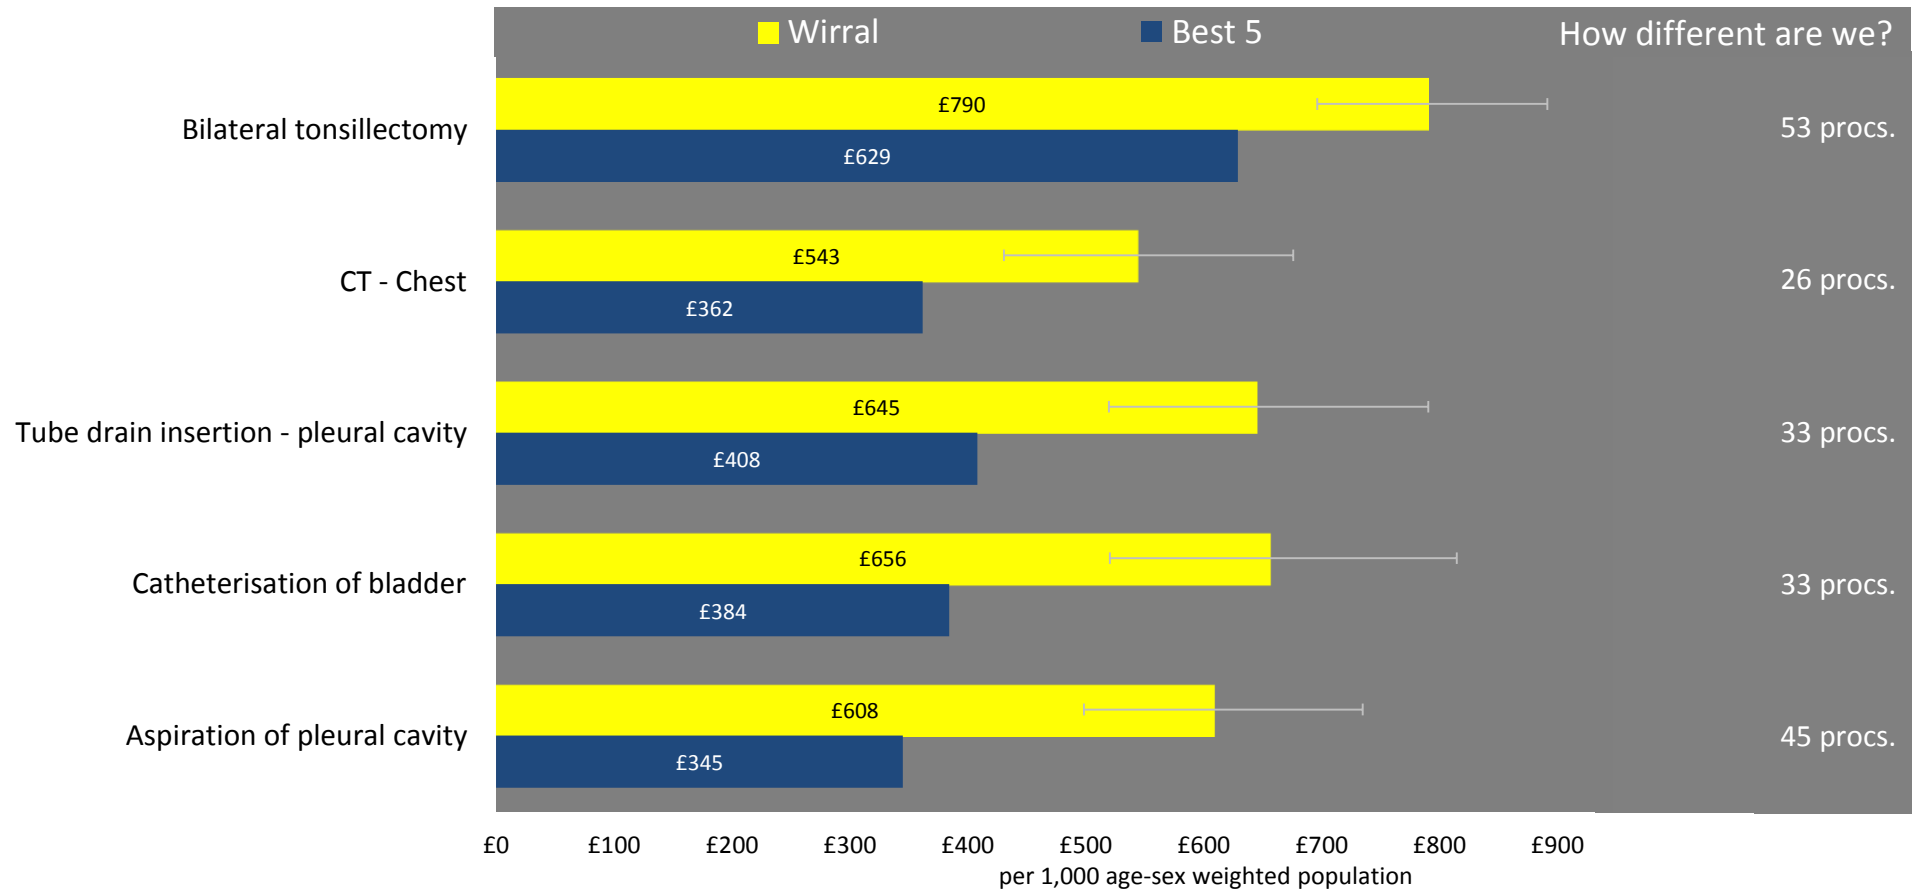 Wirral Best 5 How different are we?
Bilateral tonsillectomy £790 £629 53 procs.
CT - Chest £543 £362 26 procs.
Tube drain insertion - pleural cavity £645 £408 33 procs.
Catheterisation of bladder £656 £384 33 procs.
Aspiration of pleural cavity £608 £345 45 procs.
£0 £100 £200 £300 £400 £500 £600 £700 £800 £900
per 1,000 age-sex weighted population